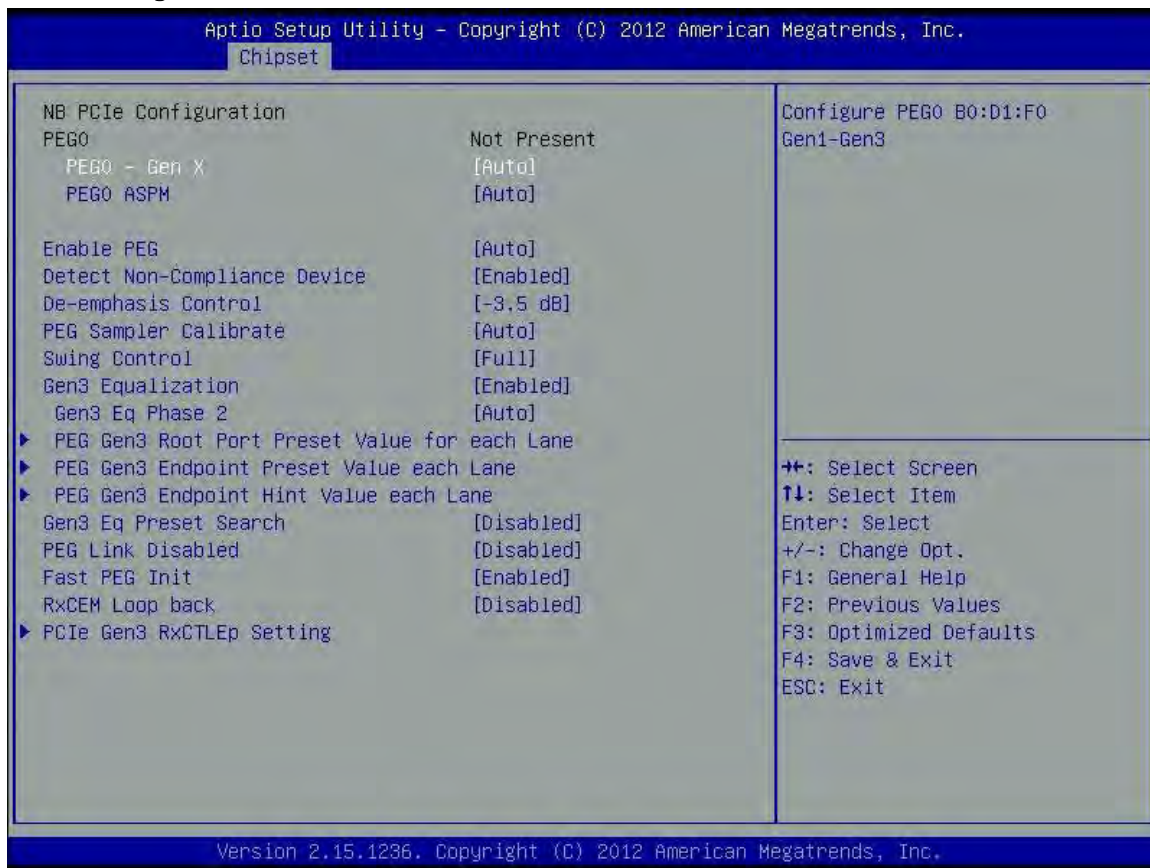 Aptio Setup Utility – Copyright (C) 2012 American Megatrends, Inc.
Chipset
NB PCIe Configuration
PEG0 Not Present
PEG0 – Gen X [Auto]
PEG0 ASPM [Auto]
Enable PEG [Auto]
Detect Non-Compliance Device [Enabled]
De-emphasis Control [-3.5 dB]
PEG Sampler Calibrate [Auto]
Swing Control [Full]
Gen3 Equalization [Enabled]
Gen3 Eq Phase 2 [Auto]
PEG Gen3 Root Port Preset Value for each Lane
PEG Gen3 Endpoint Preset Value each Lane
PEG Gen3 Endpoint Hint Value each Lane
Gen3 Eq Preset Search [Disabled]
PEG Link Disabled [Disabled]
Fast PEG Init [Enabled]
RxCEM Loop back [Disabled]
PCIe Gen3 RxCTLEp Setting
Configure PEG0 B0:D1:F0
Gen1-Gen3
→←: Select Screen
↑↓: Select Item
Enter: Select
+/-: Change Opt.
F1: General Help
F2: Previous Values
F3: Optimized Defaults
F4: Save & Exit
ESC: Exit
Version 2.15.1236. Copyright (C) 2012 American Megatrends, Inc.